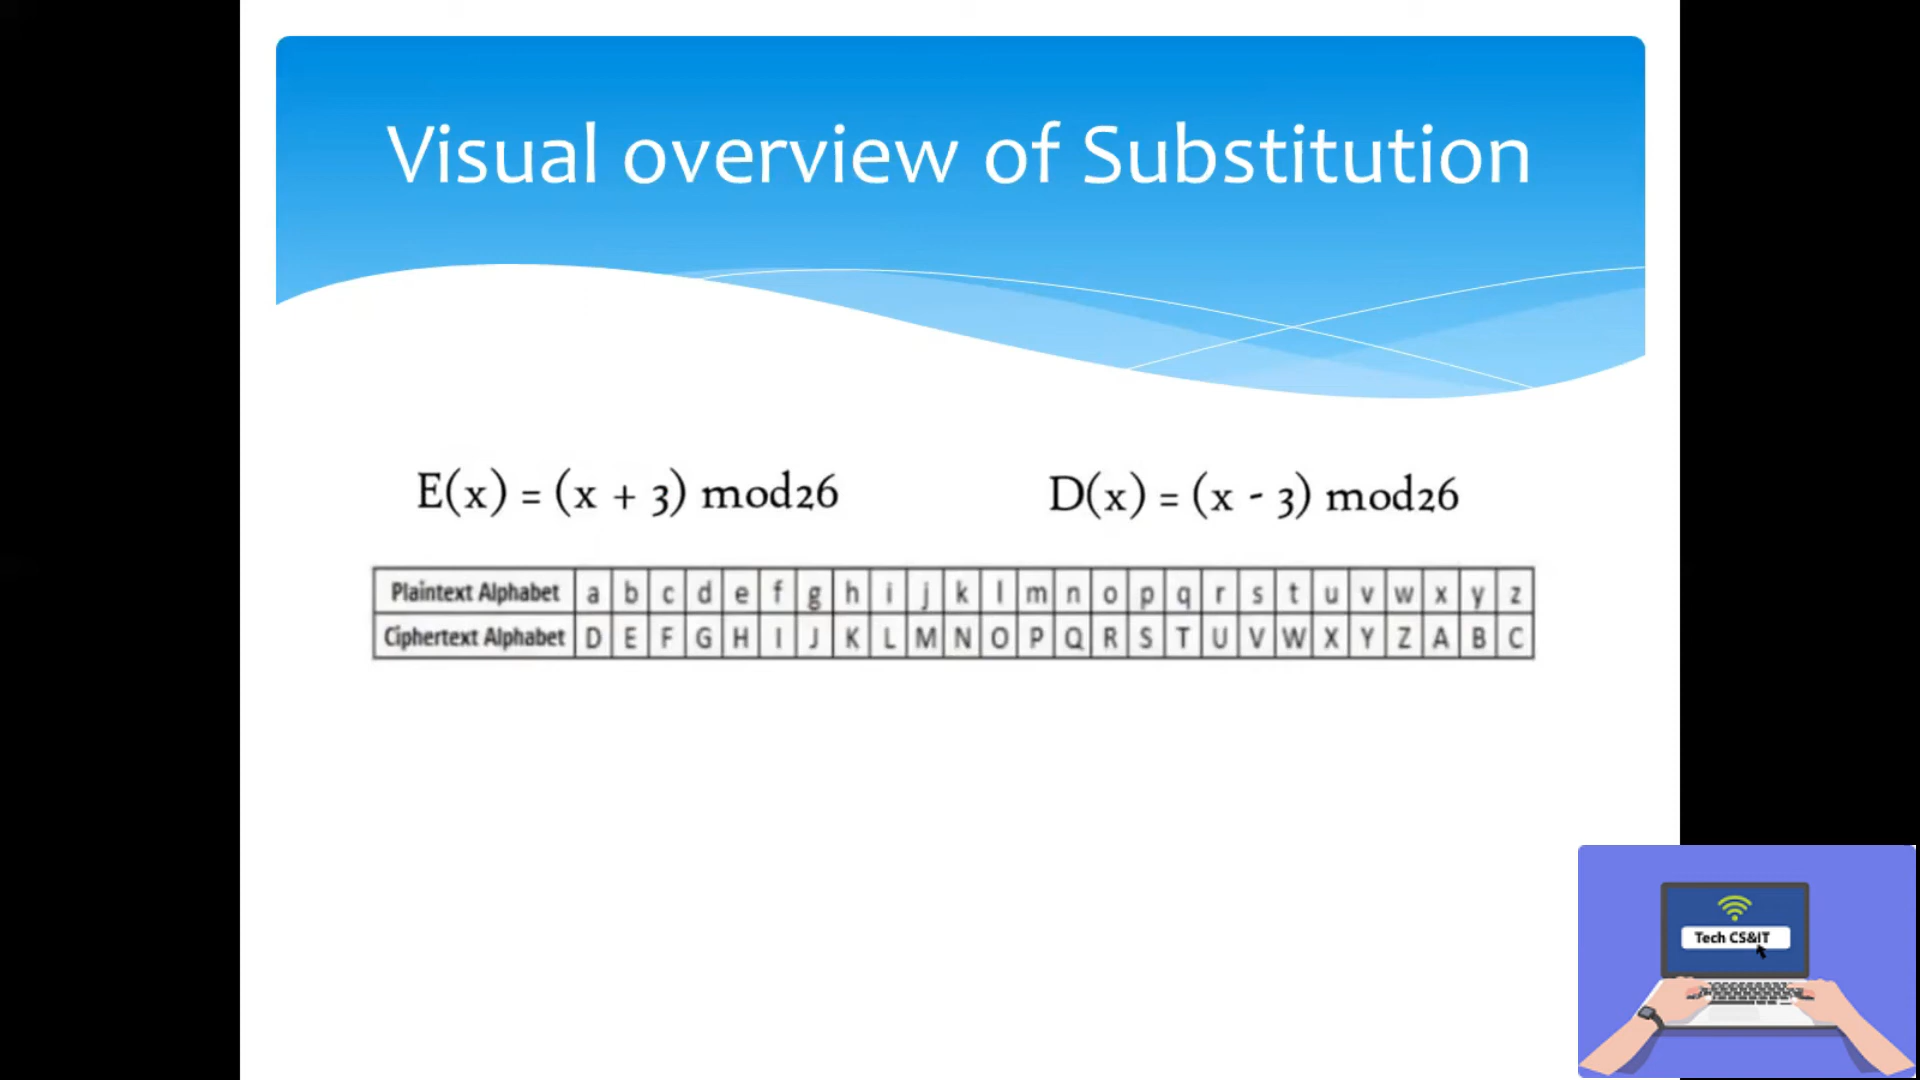 Visual overview of Substitution
E(x) = (x + 3) mod26 D(x) = (x - 3) mod26
Plaintext Alphabet a b c d e f g h i j k l m n o p q r s t u v w x y z
Ciphertext Alphabet D E F G H I J K L M N O P Q R S T U V W X Y Z A B C
Tech CS&IT